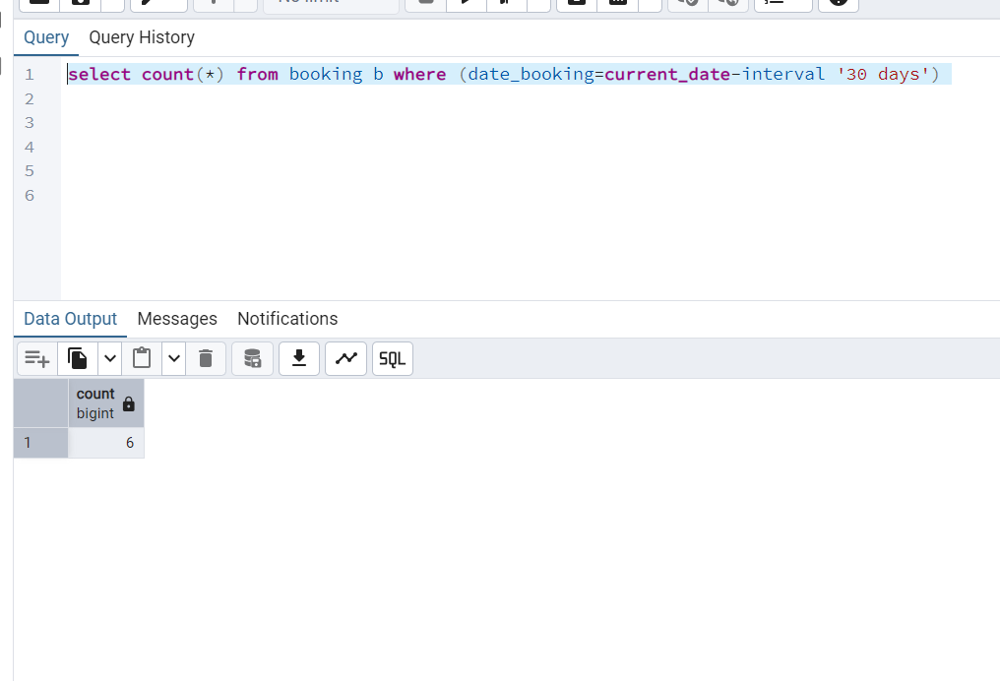 Query Query History
1 select count(*) from booking b where (date_booking=current_date-interval '30 days')
2
3
4
5
6
Data Output Messages Notifications
SQL
count
bigint
1 6